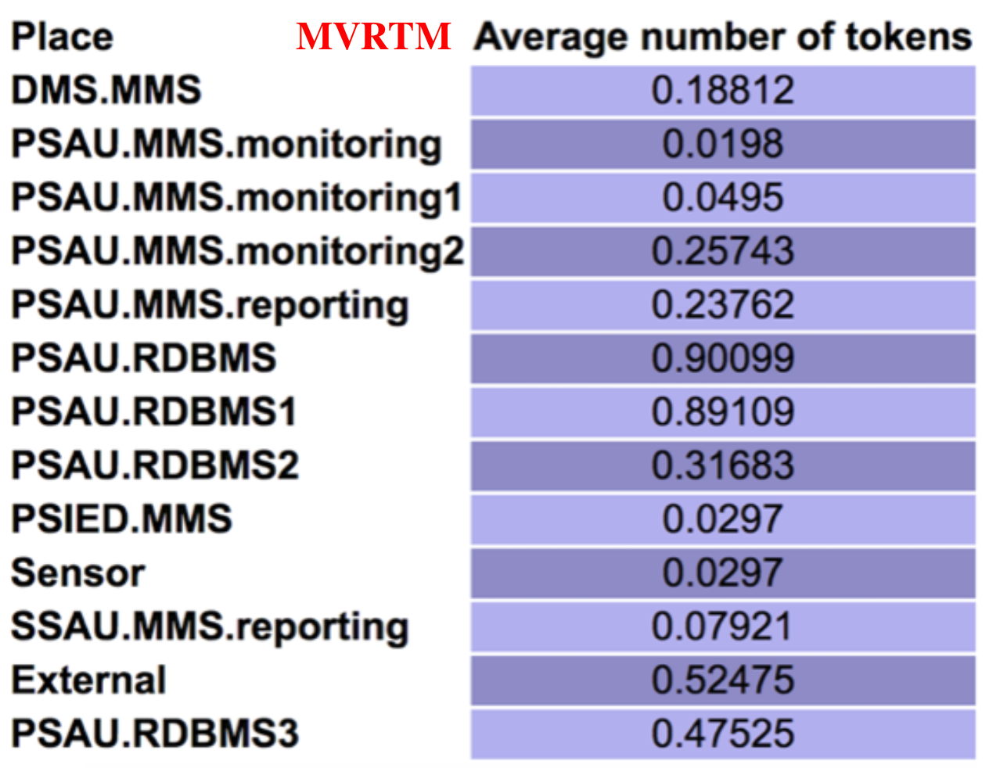 Place MVRTM Average number of tokens
DMS.MMS 0.18812
PSAU.MMS.monitoring 0.0198
PSAU.MMS.monitoring1 0.0495
PSAU.MMS.monitoring2 0.25743
PSAU.MMS.reporting 0.23762
PSAU.RDBMS 0.90099
PSAU.RDBMS1 0.89109
PSAU.RDBMS2 0.31683
PSIED.MMS 0.0297
Sensor 0.0297
SSAU.MMS.reporting 0.07921
External 0.52475
PSAU.RDBMS3 0.47525